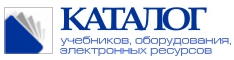 КАТАЛОГ
учебников, оборудования,
электронных ресурсов